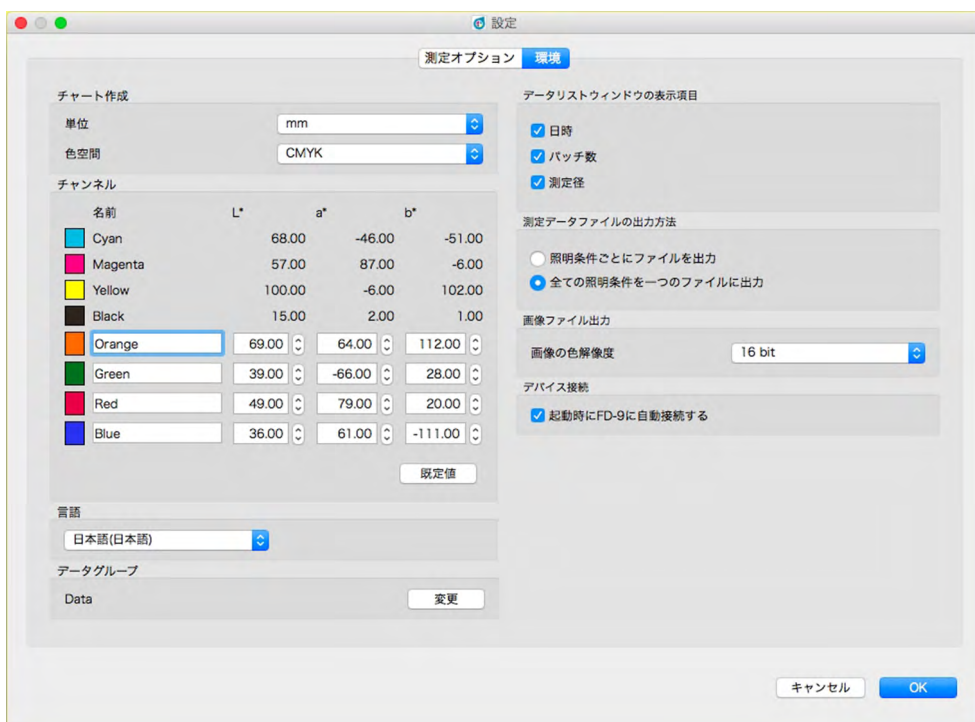 設定
測定オプション 環境
チャート作成
単位 mm
色空間 CMYK
チャンネル
名前 L* a* b*
Cyan 68.00 -46.00 -51.00
Magenta 57.00 87.00 -6.00
Yellow 100.00 -6.00 102.00
Black 15.00 2.00 1.00
Orange 69.00 64.00 112.00
Green 39.00 -66.00 28.00
Red 49.00 79.00 20.00
Blue 36.00 61.00 -111.00
既定値
言語
日本語(日本語)
データグループ
Data 変更
データリストウィンドウの表示項目
日時
パッチ数
測定径
測定データファイルの出力方法
照明条件ごとにファイルを出力
全ての照明条件を一つのファイルに出力
画像ファイル出力
画像の色解像度 16 bit
デバイス接続
起動時にFD-9に自動接続する
キャンセル OK